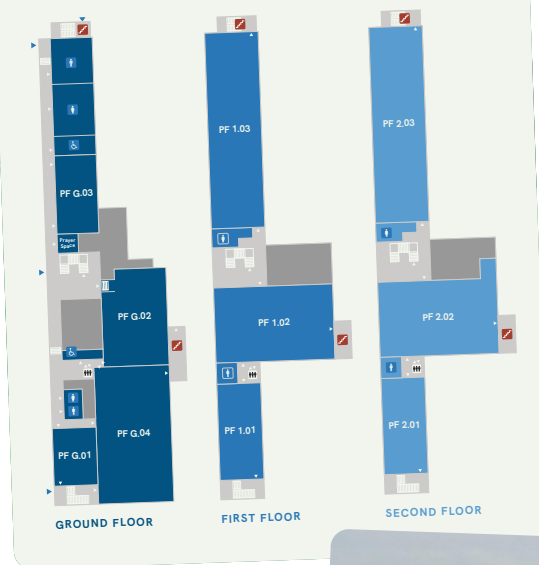 PF G.03
Prayer
Space
PF G.02
PF G.04
PF G.01
GROUND FLOOR
PF 1.03
PF 1.02
PF 1.01
FIRST FLOOR
PF 2.03
PF 2.02
PF 2.01
SECOND FLOOR